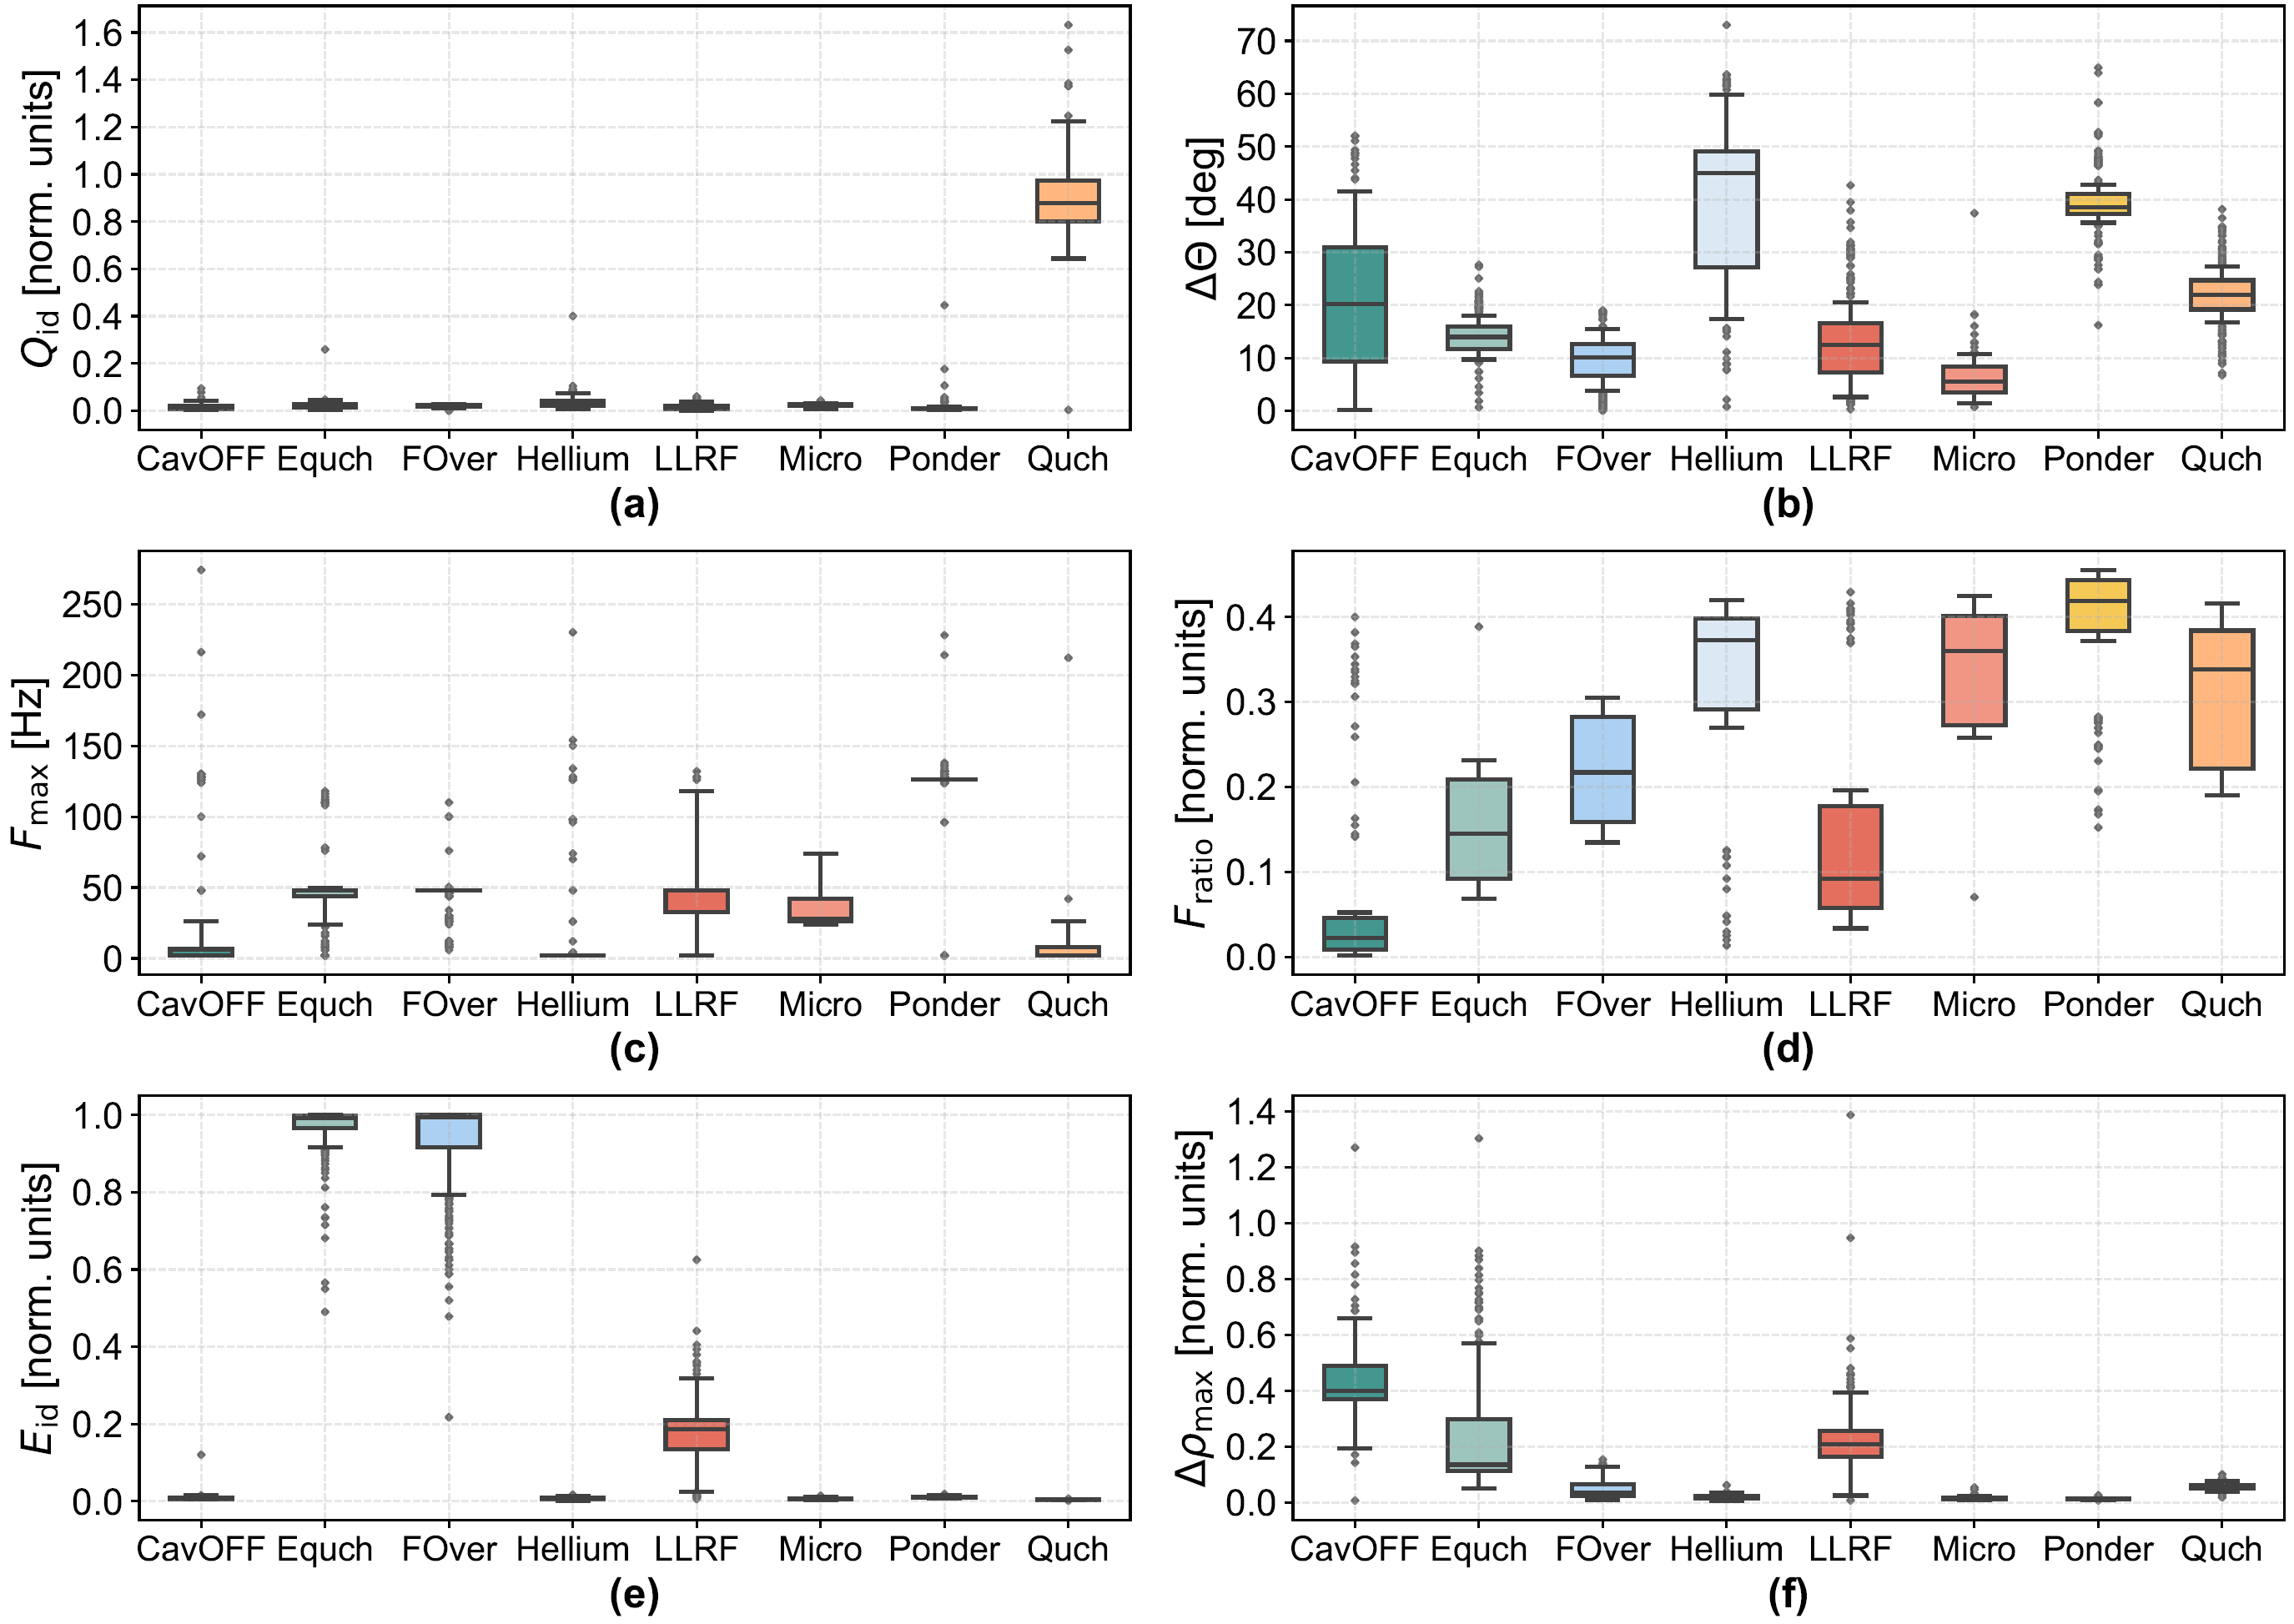 Q_id [norm. units]
1.6
1.4
1.2
1.0
0.8
0.6
0.4
0.2
0.0
CavOFF Equch FOver Hellium LLRF Micro Ponder Quch
(a)
ΔΘ [deg]
70
60
50
40
30
20
10
0
CavOFF Equch FOver Hellium LLRF Micro Ponder Quch
(b)
F_max [Hz]
250
200
150
100
50
0
CavOFF Equch FOver Hellium LLRF Micro Ponder Quch
(c)
F_ratio [norm. units]
0.4
0.3
0.2
0.1
0.0
CavOFF Equch FOver Hellium LLRF Micro Ponder Quch
(d)
E_id [norm. units]
1.0
0.8
0.6
0.4
0.2
0.0
CavOFF Equch FOver Hellium LLRF Micro Ponder Quch
(e)
Δρ_max [norm. units]
1.4
1.2
1.0
0.8
0.6
0.4
0.2
0.0
CavOFF Equch FOver Hellium LLRF Micro Ponder Quch
(f)